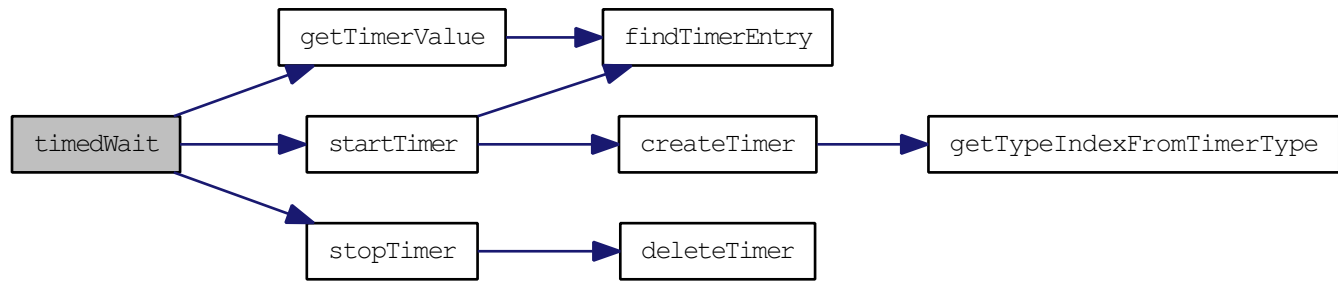 getTimerValue
findTimerEntry
timedWait
startTimer
createTimer
getTypeIndexFromTimerType
stopTimer
deleteTimer